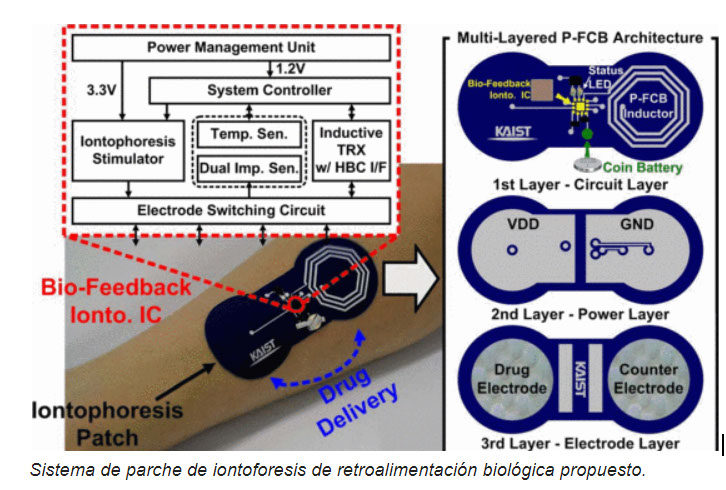 Power Management Unit
3.3V
1.2V
System Controller
Iontophoresis
Stimulator
Temp. Sen.
Dual Imp. Sen.
Inductive
TRX
w/ HBC I/F
Electrode Switching Circuit
Bio-Feedback
Ionto. IC
KAIST
Drug
Delivery
Iontophoresis
Patch
Multi-Layered P-FCB Architecture
Bio-Feedback
Ionto. IC
Status
LED
P-FCB
Inductor
KAIST
Coin Battery
1st Layer - Circuit Layer
VDD
GND
2nd Layer - Power Layer
Drug
Electrode
KAIST
Counter
Electrode
3rd Layer - Electrode Layer
Sistema de parche de iontoforesis de retroalimentación biológica propuesto.